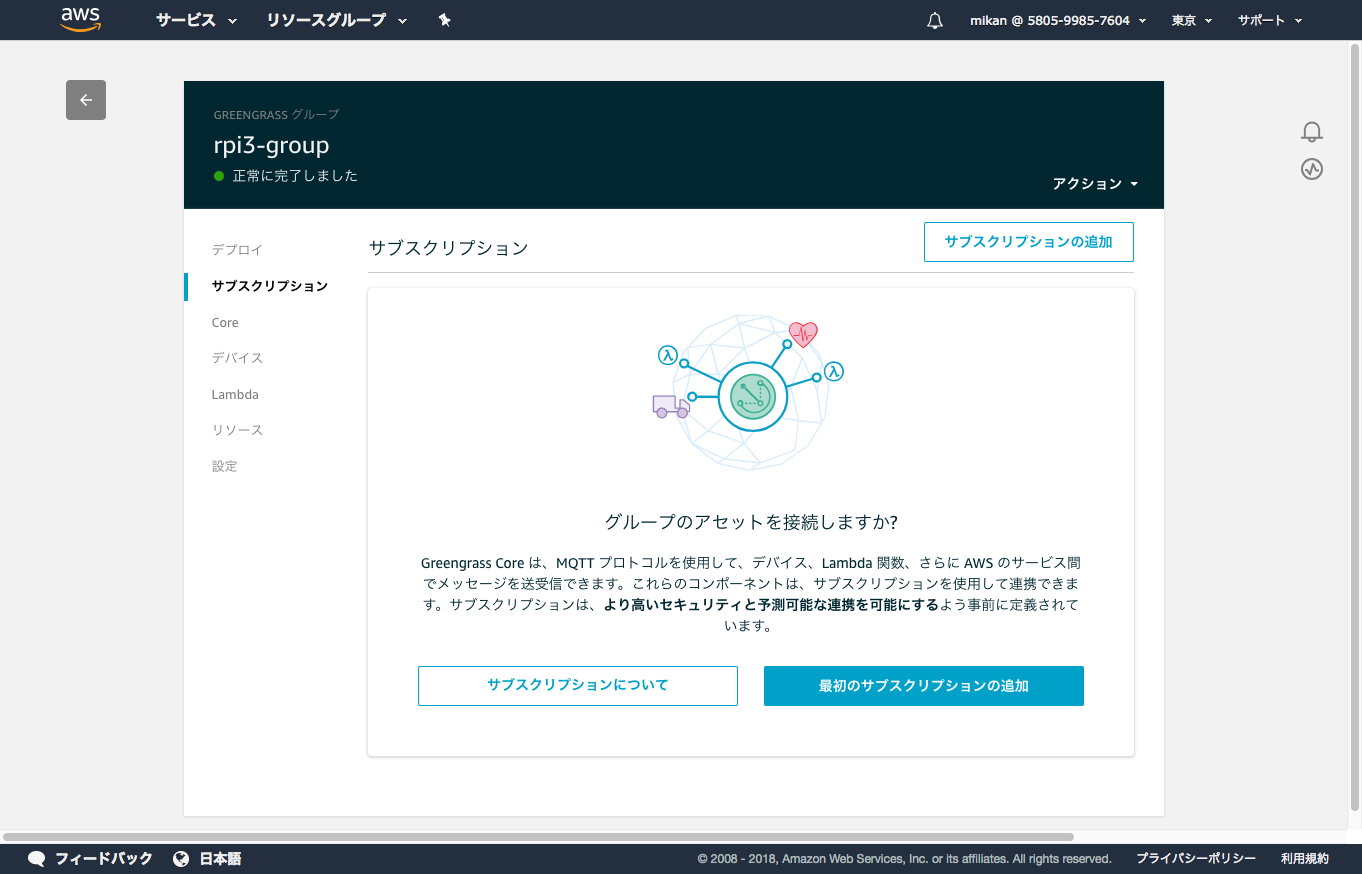 aws サービス リソースグループ mikan @ 5805-9985-7604 東京 サポート
GREENGRASS グループ
rpi3-group
正常に完了しました
アクション
デプロイ
サブスクリプション
Core
デバイス
Lambda
リソース
設定
サブスクリプション
サブスクリプションの追加
グループのアセットを接続しますか?
Greengrass Core は、MQTT プロトコルを使用して、デバイス、Lambda 関数、さらに AWS のサービス間
でメッセージを送受信できます。これらのコンポーネントは、サブスクリプションを使用して連携できま
す。サブスクリプションは、より高いセキュリティと予測可能な連携を可能にするよう事前に定義されて
います。
サブスクリプションについて
最初のサブスクリプションの追加
フィードバック 日本語 © 2008 - 2018, Amazon Web Services, Inc. or its affiliates. All rights reserved. プライバシーポリシー 利用規約